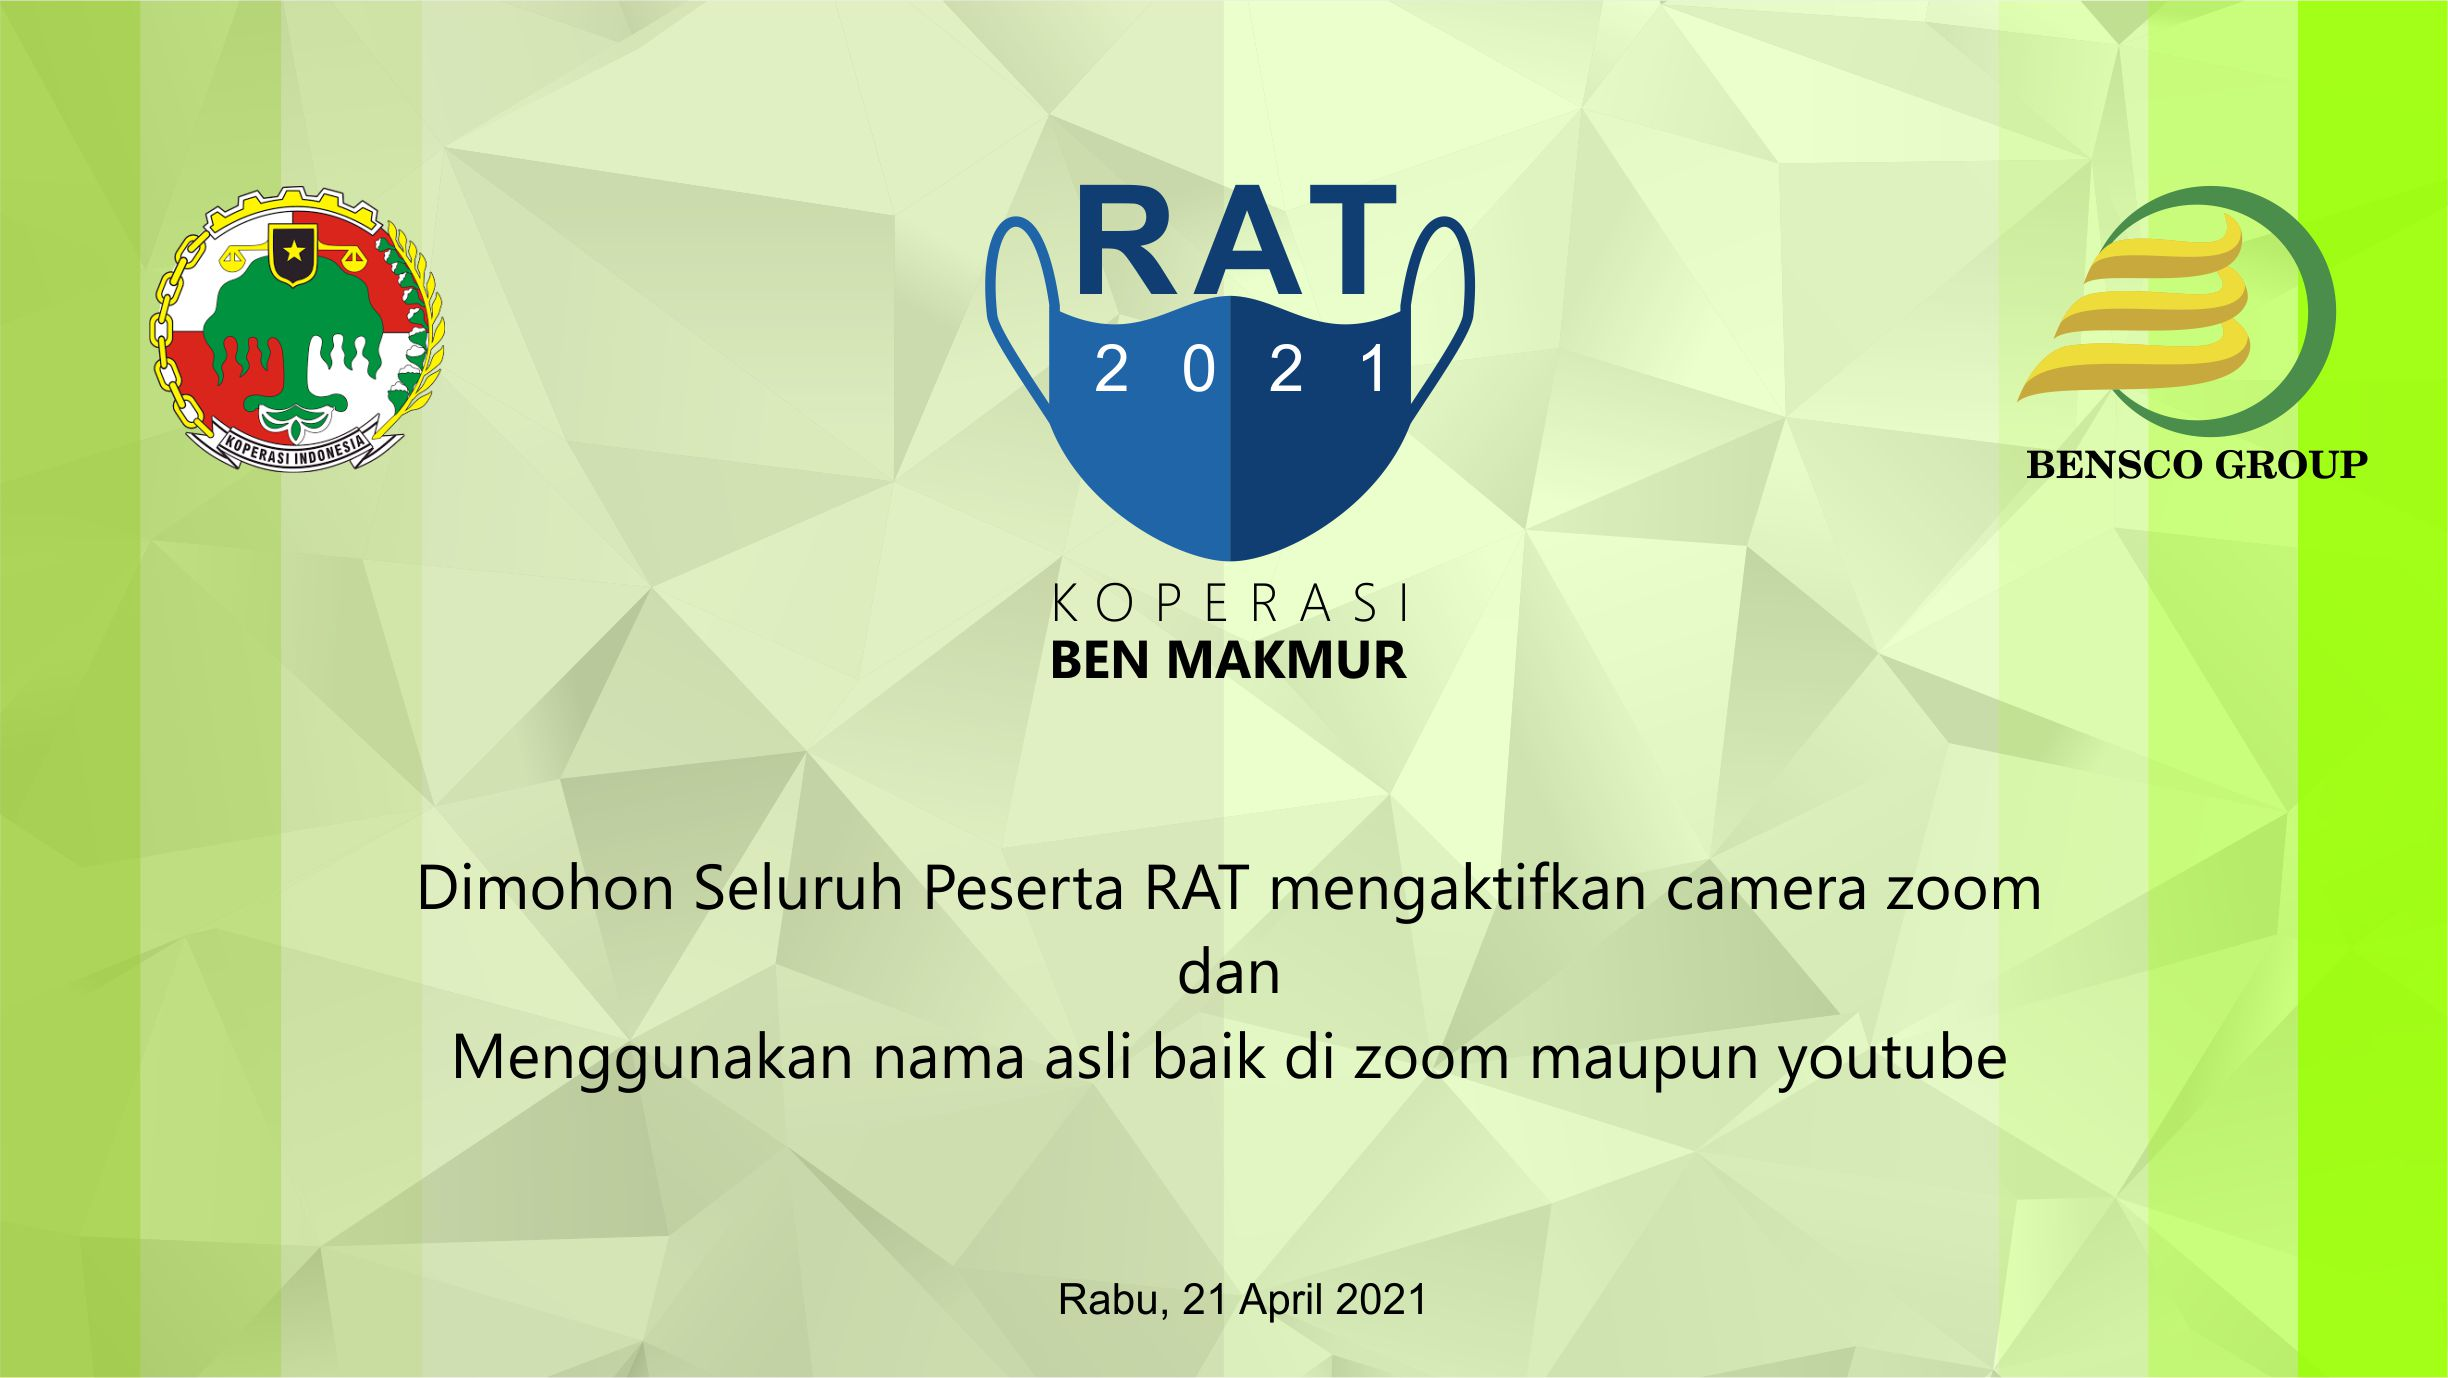 RAT
2 0 2 1
KOPERASI
BEN MAKMUR
KOPERASI INDONESIA
BENSCO GROUP
Dimohon Seluruh Peserta RAT mengaktifkan camera zoom
dan
Menggunakan nama asli baik di zoom maupun youtube
Rabu, 21 April 2021